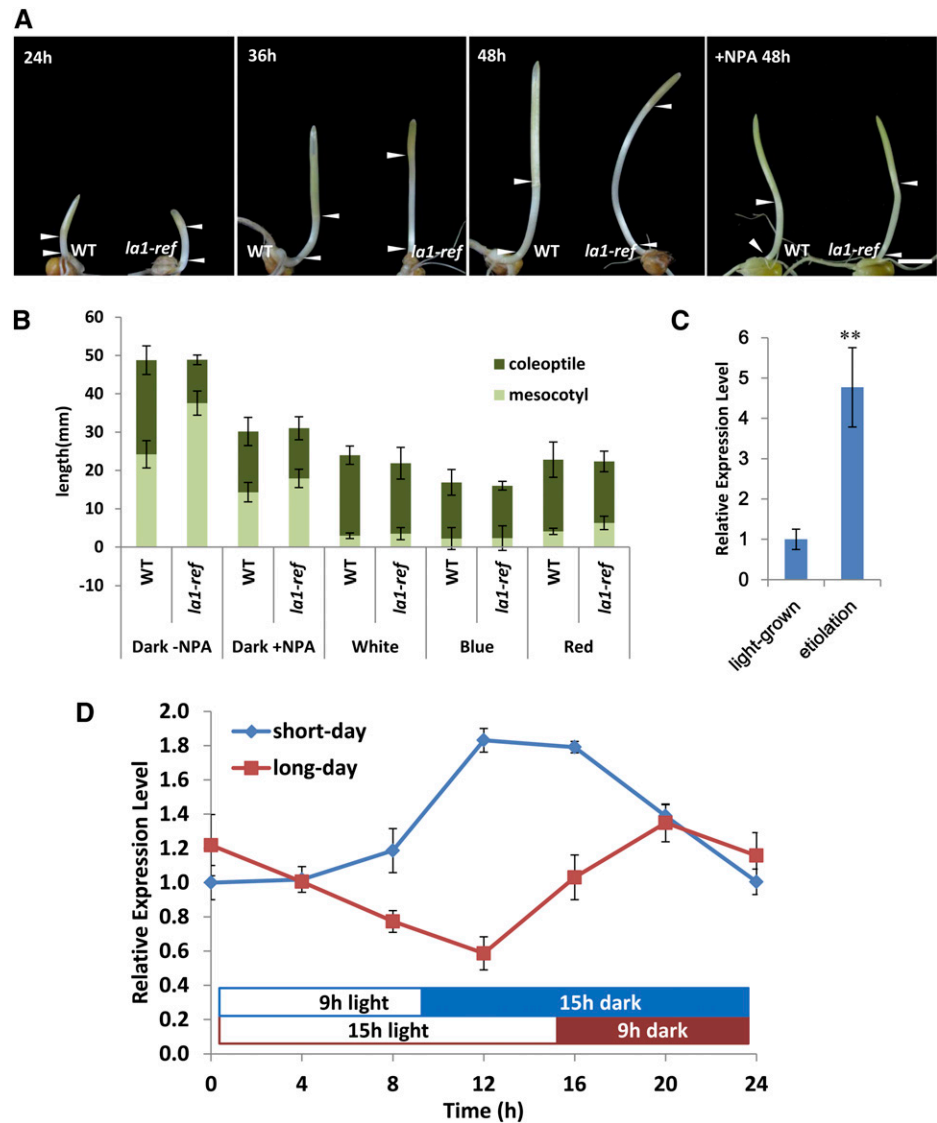 A
24h
WT
la1-ref
36h
WT
la1-ref
48h
WT
la1-ref
+NPA 48h
WT
la1-ref
B
length(mm)
60
50
40
30
20
10
0
-10
coleoptile
mesocotyl
WT
la1-ref
WT
la1-ref
WT
la1-ref
WT
la1-ref
WT
la1-ref
Dark -NPA
Dark +NPA
White
Blue
Red
C
Relative Expression Level
6
5
4
3
2
1
0
**
light-grown
etiolation
D
Relative Expression Level
2.0
1.8
1.6
1.4
1.2
1.0
0.8
0.6
0.4
0.2
0.0
short-day
long-day
9h light
15h dark
15h light
9h dark
0 4 8 12 16 20 24
Time (h)